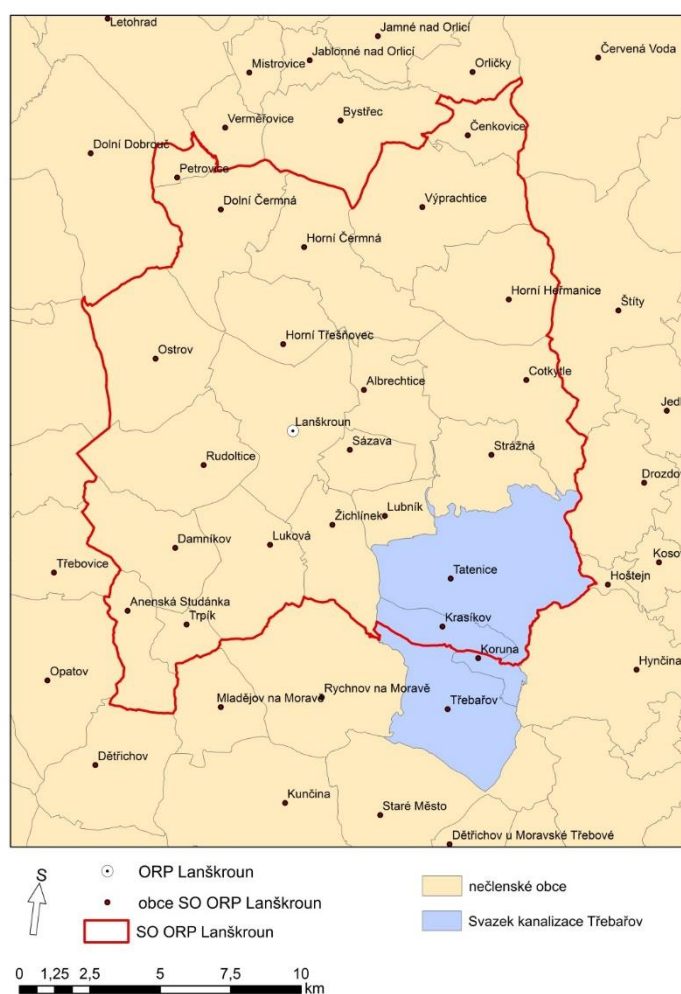 Letohrad
Jamné nad Orlicí
Jablonné nad Orlicí
Mistrovice
Orličky
Červená Voda
Verměřovice
Bystřec
Čenkovice
Dolní Dobrouč
Petrovice
Dolní Čermná
Výprachtice
Horní Čermná
Horní Heřmanice
Štíty
Horní Třešňovec
Ostrov
Albrechtice
Cotkytle
Jedl
Lanškroun
Sázava
Strážná
Rudoltice
Drozdov
Žichlínek
Lubník
Damníkov
Luková
Kosov
Třebovice
Tatenice
Hoštejn
Anenská Studánka
Trpík
Krasíkov
Koruna
Hynčina
Opatov
Rychnov na Moravě
Mladějov na Moravě
Třebařov
Dětřichov
Kunčina
Staré Město
Dětřichov u Moravské Třebové
S
ORP Lanškroun
obce SO ORP Lanškroun
SO ORP Lanškroun
nečlenské obce
Svazek kanalizace Třebařov
0 1,25 2,5 5 7,5 10
km